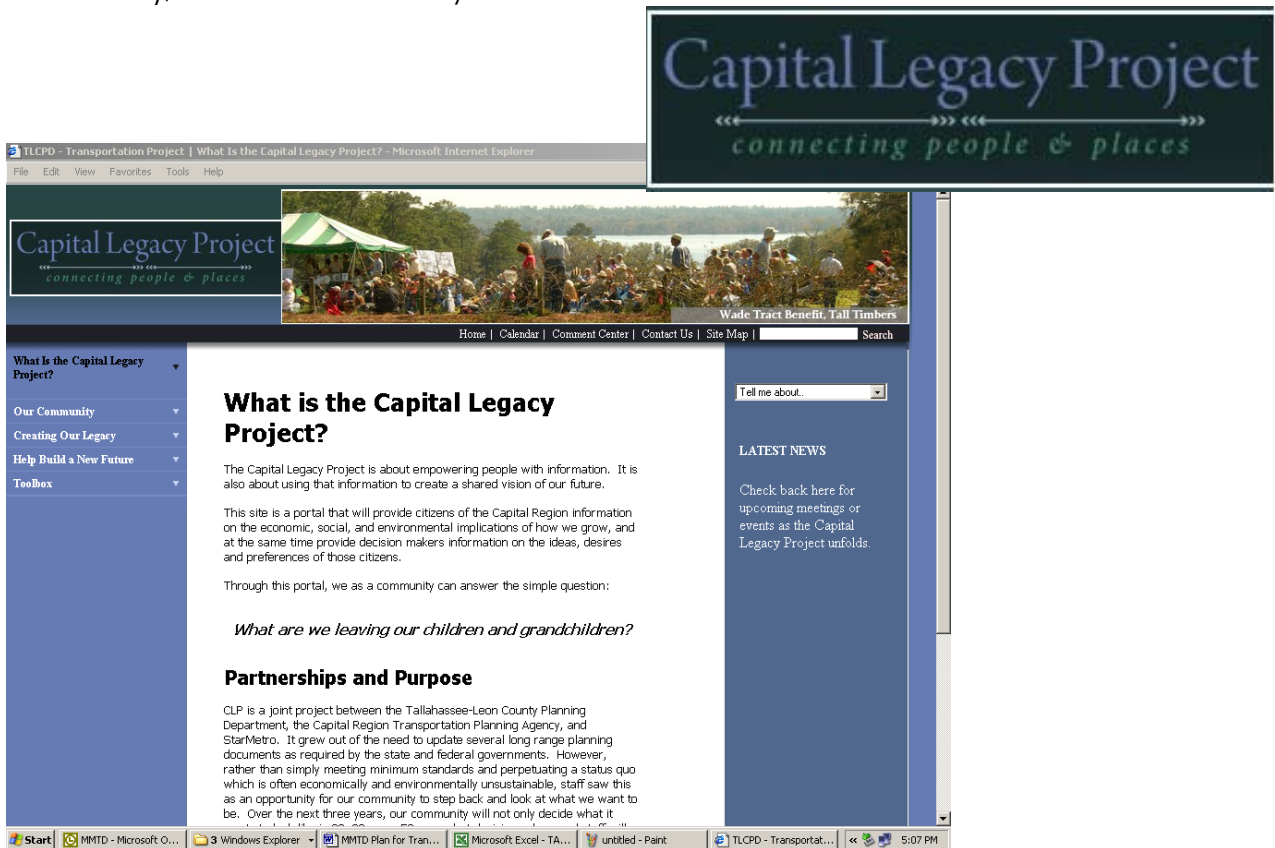 Capital Legacy Project
connecting people & places
TLCPD - Transportation Project | What Is the Capital Legacy Project? - Microsoft Internet Explorer
File Edit View Favorites Tools Help
Capital Legacy Project
connecting people & places
Wade Tract Benefit, Tall Timbers
Home | Calendar | Comment Center | Contact Us | Site Map | Search
What Is the Capital Legacy
Project?
Our Community
Creating Our Legacy
Help Build a New Future
Toolbox
What is the Capital Legacy
Project?
The Capital Legacy Project is about empowering people with information. It is
also about using that information to create a shared vision of our future.
This site is a portal that will provide citizens of the Capital Region information
on the economic, social, and environmental implications of how we grow, and
at the same time provide decision makers information on the ideas, desires
and preferences of those citizens.
Through this portal, we as a community can answer the simple question:
What are we leaving our children and grandchildren?
Partnerships and Purpose
CLP is a joint project between the Tallahassee-Leon County Planning
Department, the Capital Region Transportation Planning Agency, and
StarMetro. It grew out of the need to update several long range planning
documents as required by the state and federal governments. However,
rather than simply meeting minimum standards and perpetuating a status quo
which is often economically and environmentally unsustainable, staff saw this
as an opportunity for our community to step back and look at what we want to
be. Over the next three years, our community will not only decide what it
Tell me about..
LATEST NEWS
Check back here for
upcoming meetings or
events as the Capital
Legacy Project unfolds.
Start MMTD - Microsoft O... 3 Windows Explorer MMTD Plan for Tran... Microsoft Excel - TA... untitled - Paint TLCPD - Transportat... « 5:07 PM